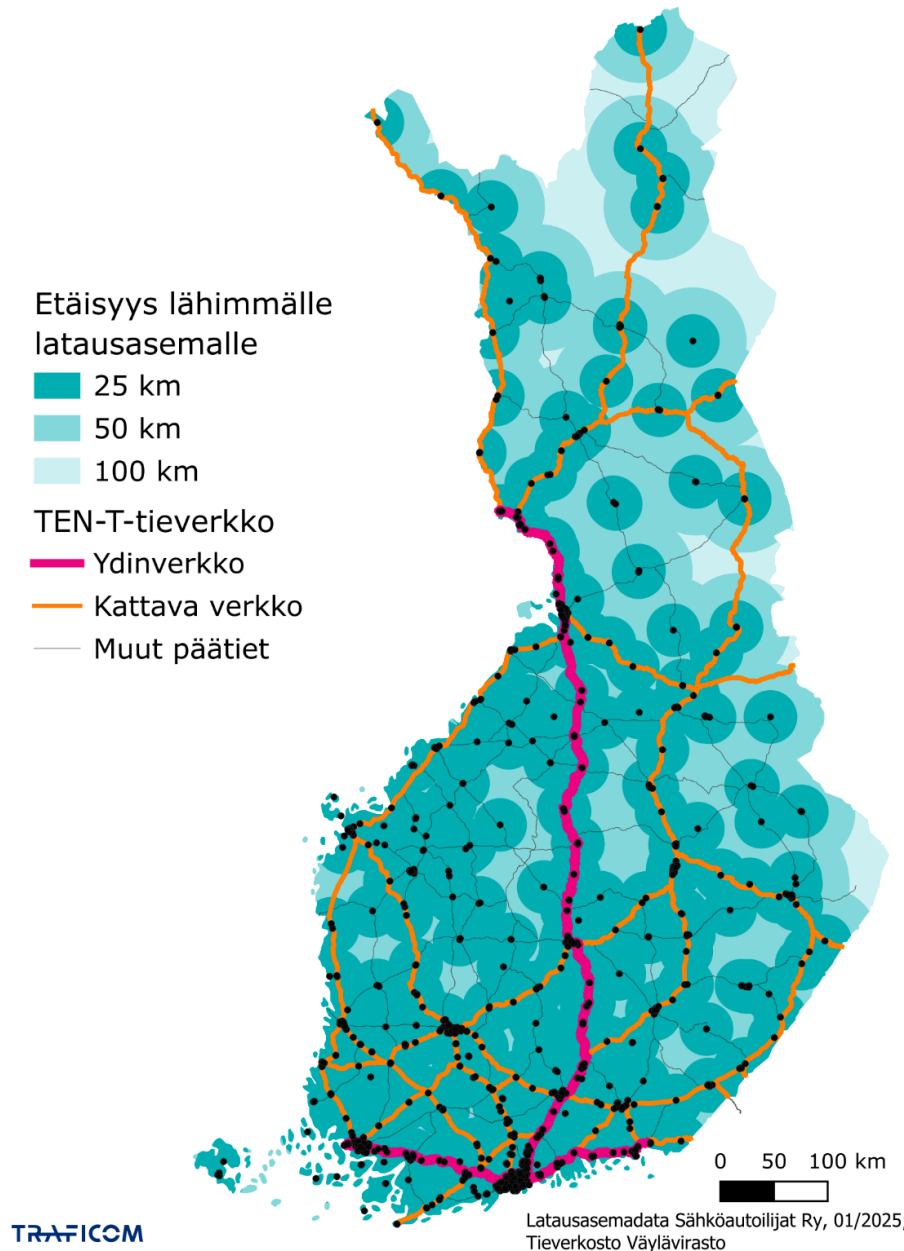 Etäisyys lähimmälle
latausasemalle
25 km
50 km
100 km
TEN-T-tieverkko
Ydinverkko
Kattava verkko
Muut päätiet
0 50 100 km
Latausasemadata Sähköautoilijat Ry, 01/2025,
Tieverkosto Väylävirasto
TRAFICOM